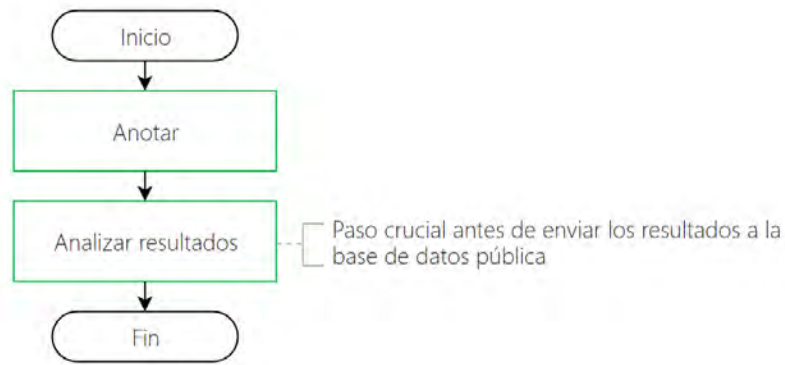 Inicio
Anotar
Analizar resultados
Paso crucial antes de enviar los resultados a la
base de datos pública
Fin